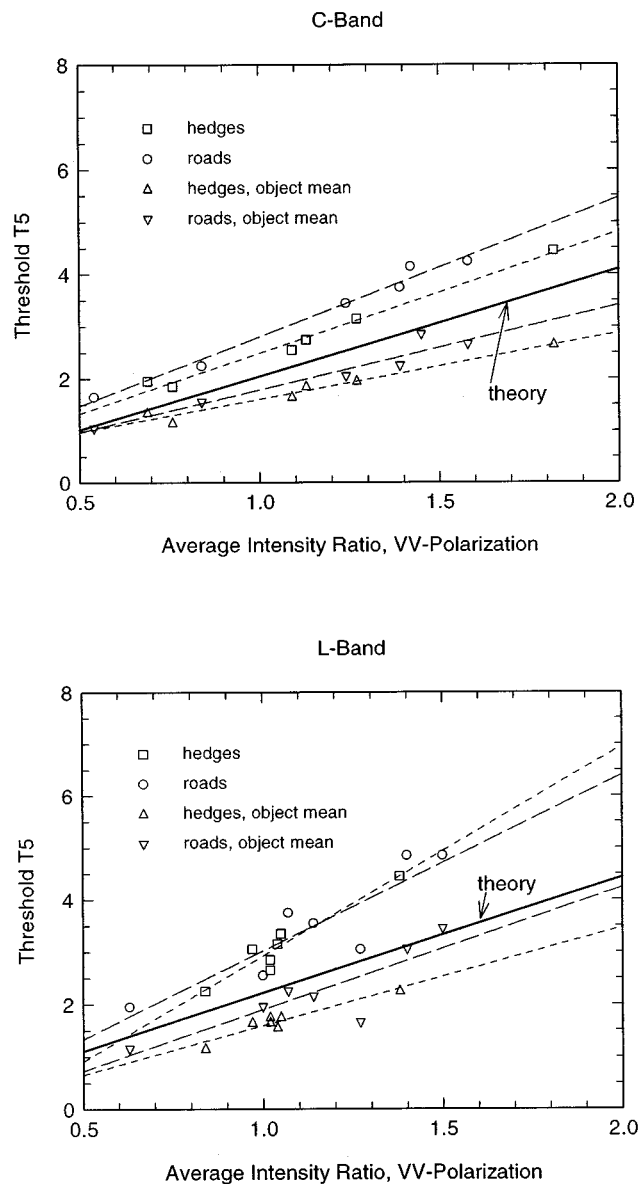 C-Band
8
6
4
2
0
Threshold T5
hedges
roads
hedges, object mean
roads, object mean
theory
0.5 1.0 1.5 2.0
Average Intensity Ratio, VV-Polarization
L-Band
8
6
4
2
0
Threshold T5
hedges
roads
hedges, object mean
roads, object mean
theory
0.5 1.0 1.5 2.0
Average Intensity Ratio, VV-Polarization